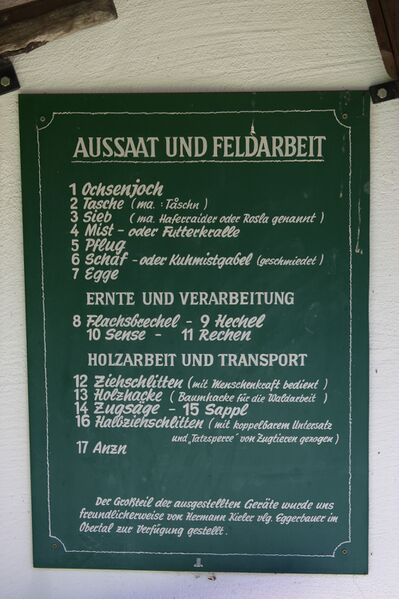 AUSSAAT UND FELDARBEIT
1 Ochsenjoch
2 Tasche (ma.: Tåschn)
3 Sieb (ma. Haferraider oder Rosla genannt)
4 Mist- oder Futterkralle
5 Pflug
6 Schaf- oder Kuhmistgabel (geschmiedet)
7 Egge
ERNTE UND VERARBEITUNG
8 Flachsbrechel - 9 Hechel
10 Sense - 11 Rechen
HOLZARBEIT UND TRANSPORT
12 Ziehschlitten (mit Menschenkraft bedient)
13 Holzhacke (Baumhacke für die Waldarbeit)
14 Zugsäge - 15 Sappl
16 Halbziehschlitten (mit koppelbarem Untersatz
und „Tatzsperre" von Zugtieren gezogen)
17 Anzn
Der Großteil der ausgestellten Geräte wurde uns
freundlicherweise von Hermann Kieler vlg. Eggerbauer im
Obertal zur Verfügung gestellt.